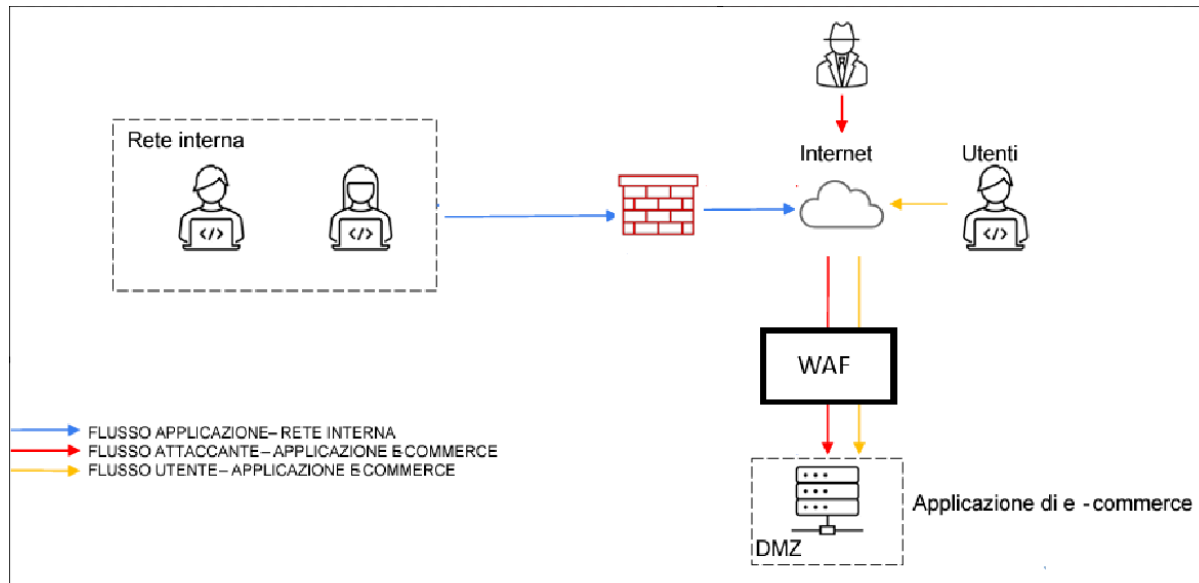 Rete interna
Internet
Utenti
WAF
FLUSSO APPLICAZIONE– RETE INTERNA
FLUSSO ATTACCANTE – APPLICAZIONE E-COMMERCE
FLUSSO UTENTE – APPLICAZIONE E-COMMERCE
Applicazione di e -commerce
DMZ